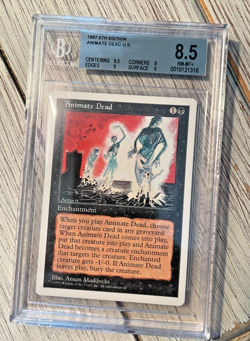 1997 5TH EDITION
ANIMATE DEAD U K
B
8.5
NM-MT+
CENTERING 9.5 CORNERS 8
EDGES 9 SURFACE 9
Animate Dead
1
Enchantment
When you play Animate Dead, choose
target creature card in any graveyard.
When Animate Dead comes into play,
put that creature into play and Animate
Dead becomes a creature enchantment
that targets the creature. Enchanted
creature gets -1/-0. If Animate Dead
leaves play, bury the creature.
Illus. Anson Maddocks